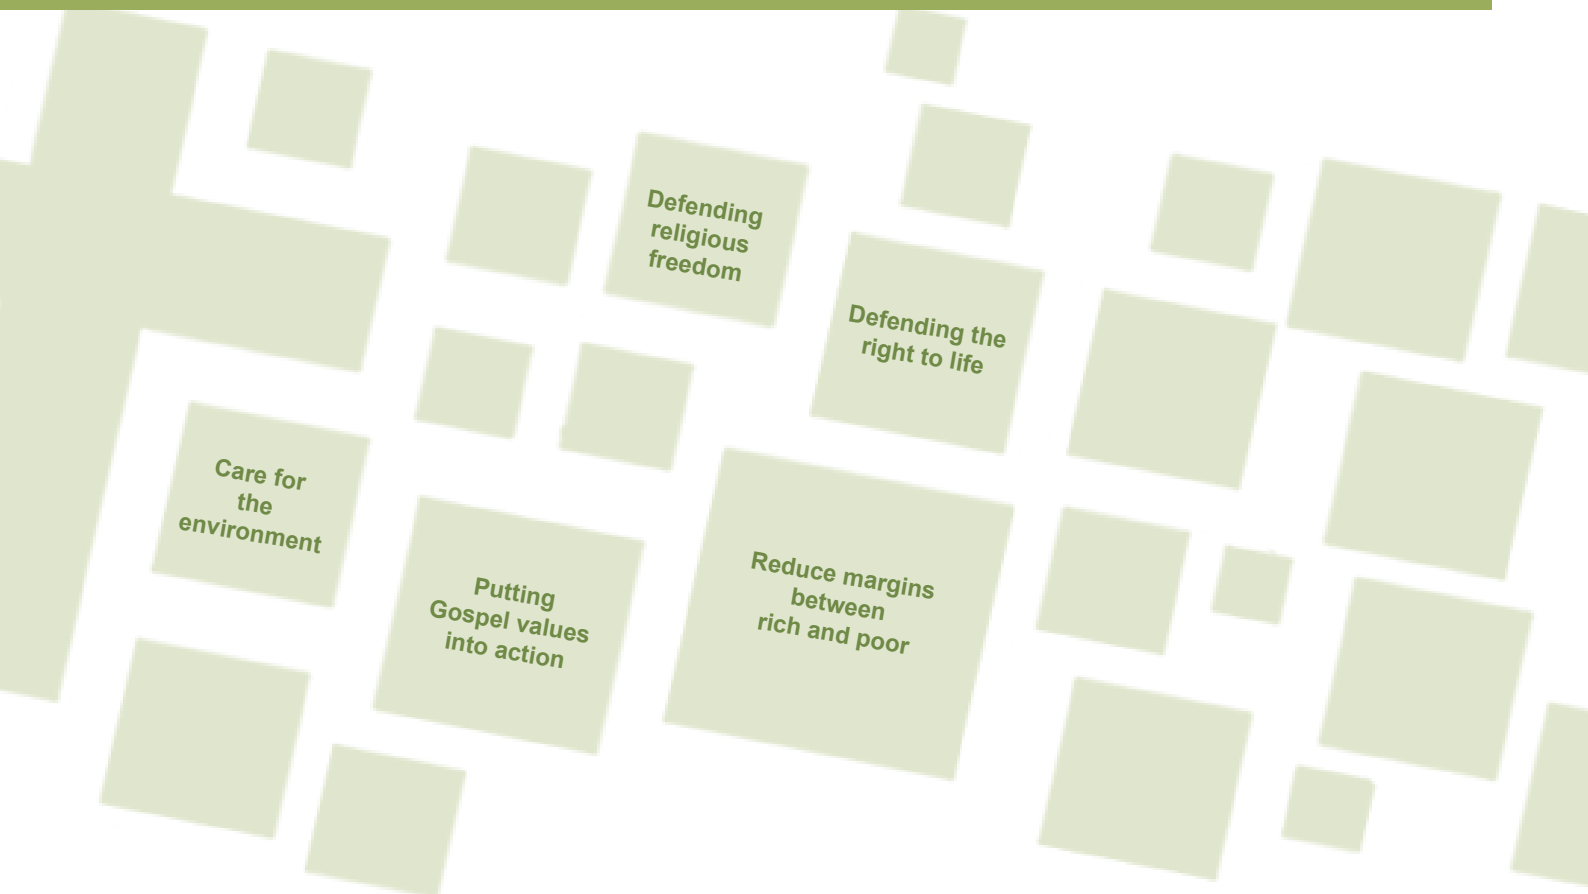 Defending
religious
freedom
Defending the
right to life
Care for
the
environment
Putting
Gospel values
into action
Reduce margins
between
rich and poor